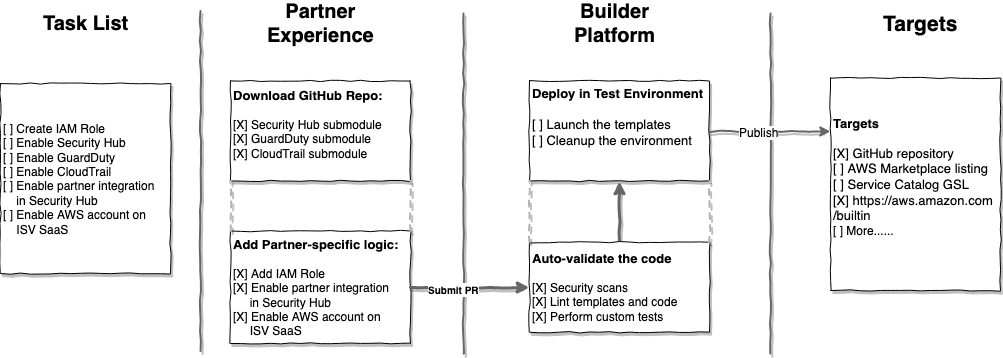 Task List
[ ] Create IAM Role
[ ] Enable Security Hub
[ ] Enable GuardDuty
[ ] Enable CloudTrail
[ ] Enable partner integration
in Security Hub
[ ] Enable AWS account on
ISV SaaS
Partner
Experience
Download GitHub Repo:
[X] Security Hub submodule
[X] GuardDuty submodule
[X] CloudTrail submodule
Add Partner-specific logic:
[X] Add IAM Role
[X] Enable partner integration
in Security Hub
[X] Enable AWS account on
ISV SaaS
Submit PR
Builder
Platform
Deploy in Test Environment
[ ] Launch the templates
[ ] Cleanup the environment
Auto-validate the code
[X] Security scans
[X] Lint templates and code
[X] Perform custom tests
Publish
Targets
Targets
[X] GitHub repository
[ ] AWS Marketplace listing
[ ] Service Catalog GSL
[X] https://aws.amazon.com
/builtin
[ ] More......